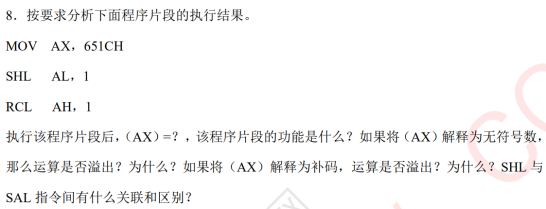 8．按要求分析下面程序片段的执行结果。
MOV AX，651CH
SHL AL，1
RCL AH，1
执行该程序片段后，（AX）=？，该程序片段的功能是什么？如果将（AX）解释为无符号数，
那么运算是否溢出？为什么？如果将（AX）解释为补码，运算是否溢出？为什么？SHL 与
SAL 指令间有什么关联和区别？